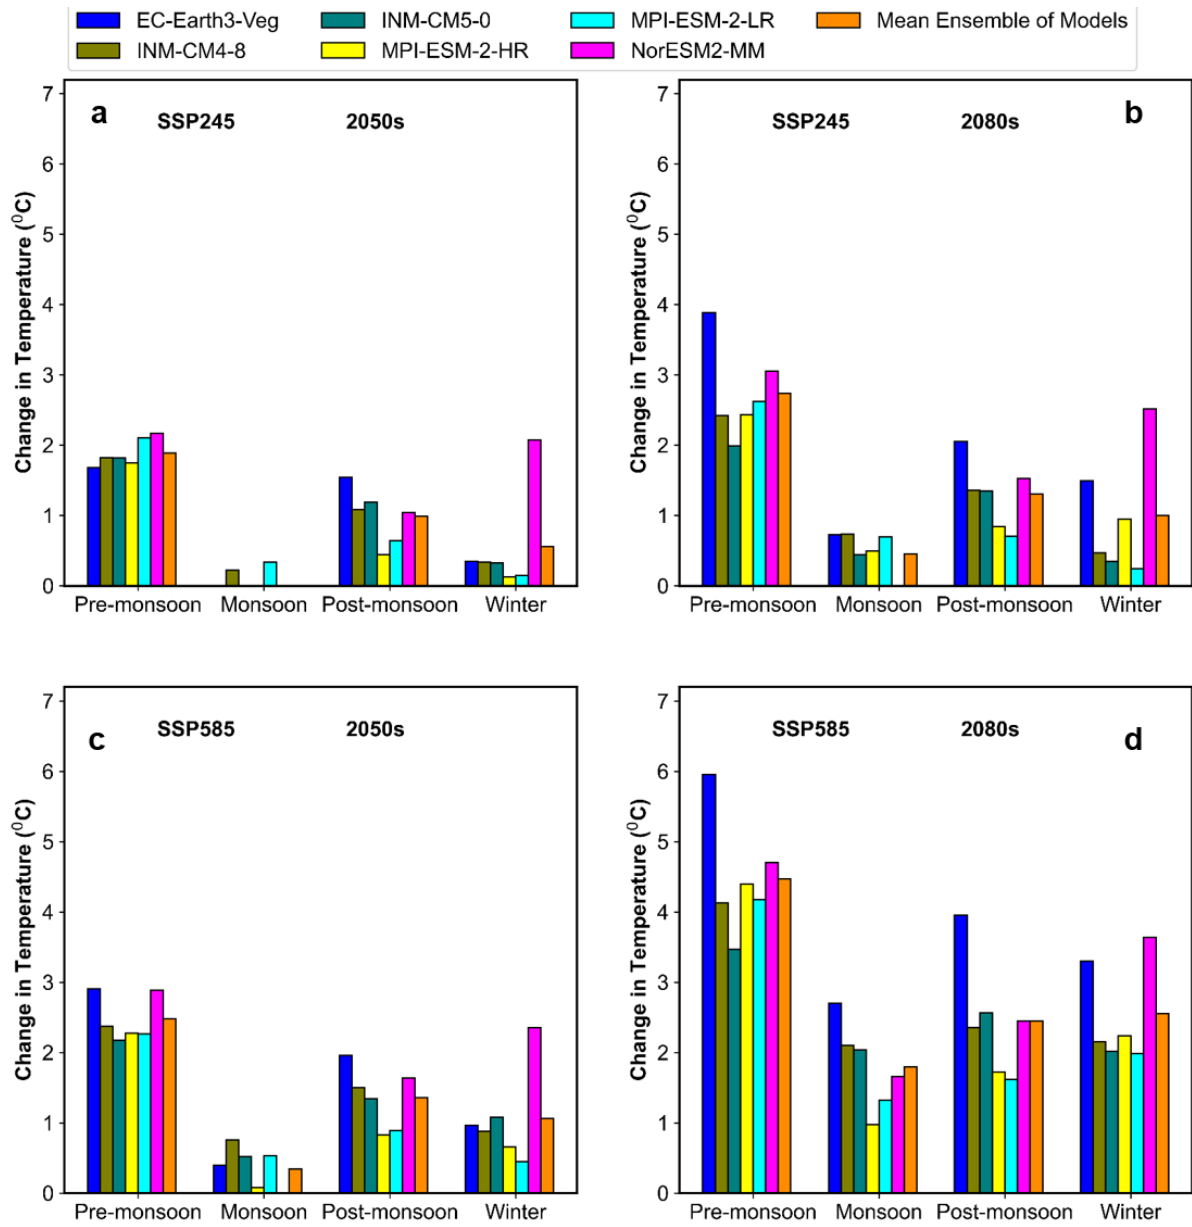 EC-Earth3-Veg INM-CM5-0 MPI-ESM-2-LR Mean Ensemble of Models
INM-CM4-8 MPI-ESM-2-HR NorESM2-MM
a SSP245 2050s
7
6
5
4
3
2
1
0
Change in Temperature (⁰C)
Pre-monsoon Monsoon Post-monsoon Winter
SSP245 2080s b
7
6
5
4
3
2
1
0
Change in Temperature (⁰C)
Pre-monsoon Monsoon Post-monsoon Winter
c SSP585 2050s
7
6
5
4
3
2
1
0
Change in Temperature (⁰C)
Pre-monsoon Monsoon Post-monsoon Winter
SSP585 2080s d
7
6
5
4
3
2
1
0
Change in Temperature (⁰C)
Pre-monsoon Monsoon Post-monsoon Winter